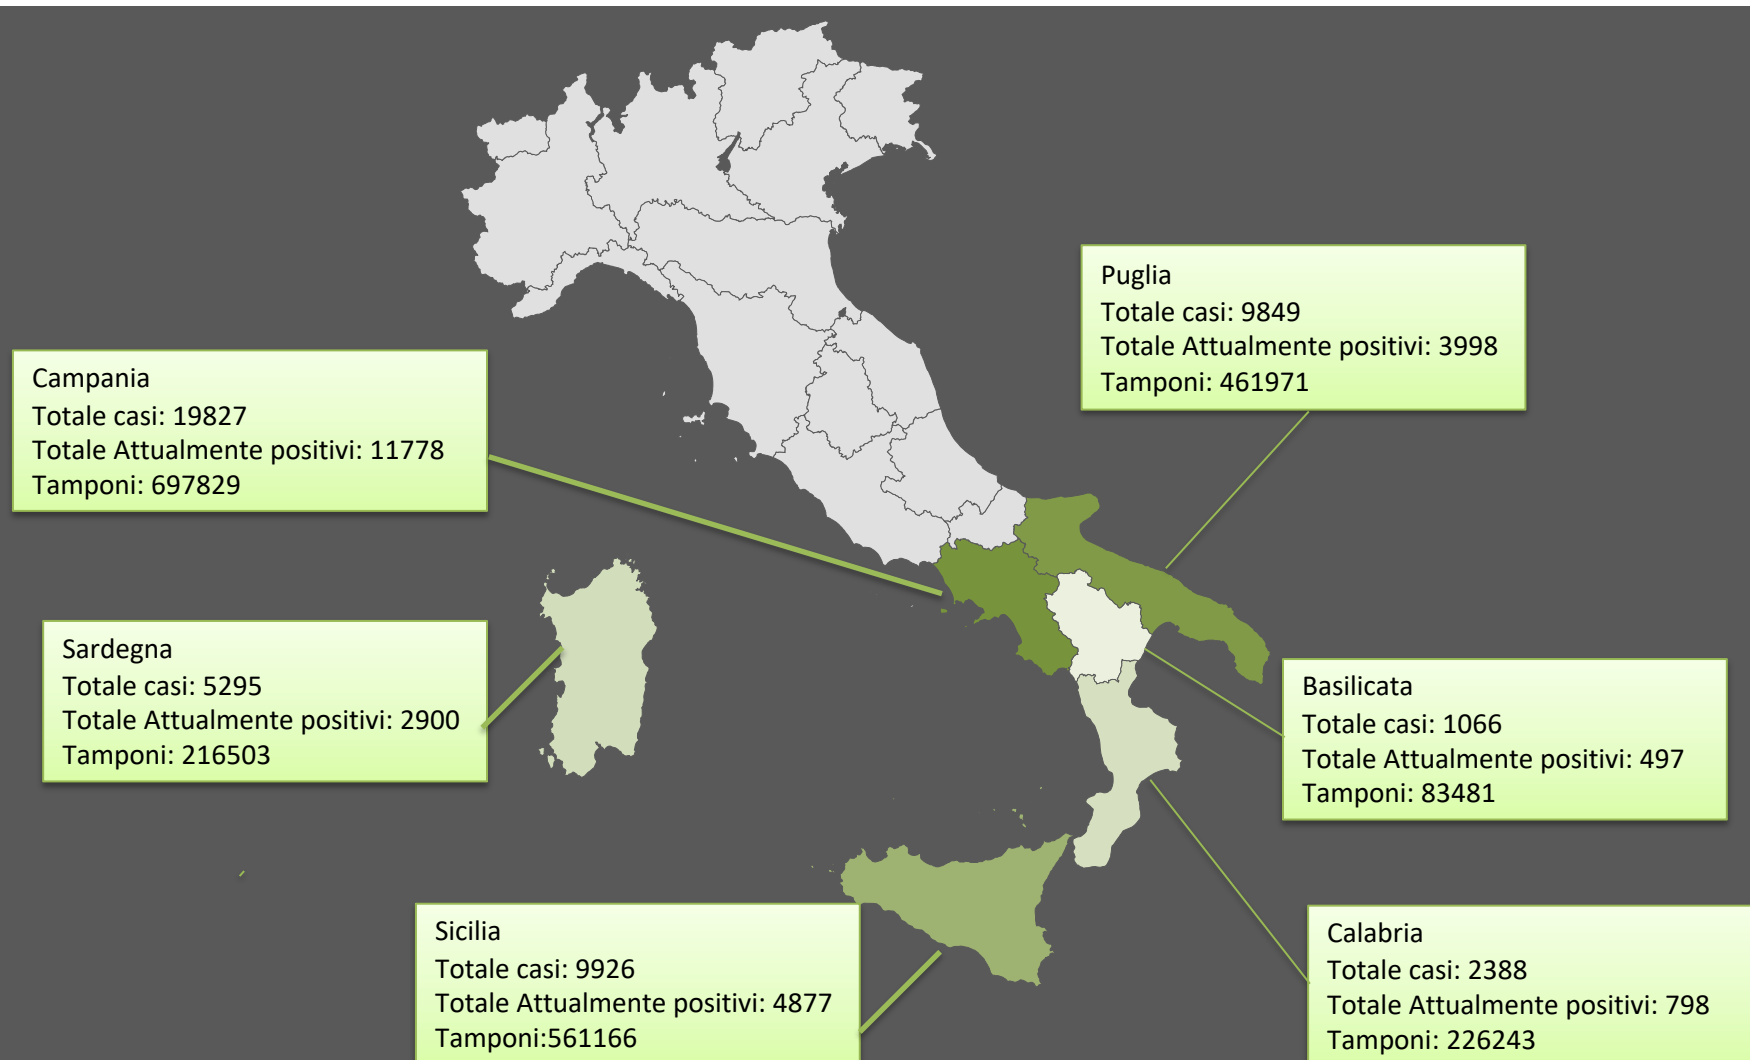 Puglia
Totale casi: 9849
Totale Attualmente positivi: 3998
Tamponi: 461971
Campania
Totale casi: 19827
Totale Attualmente positivi: 11778
Tamponi: 697829
Sardegna
Totale casi: 5295
Totale Attualmente positivi: 2900
Tamponi: 216503
Basilicata
Totale casi: 1066
Totale Attualmente positivi: 497
Tamponi: 83481
Sicilia
Totale casi: 9926
Totale Attualmente positivi: 4877
Tamponi:561166
Calabria
Totale casi: 2388
Totale Attualmente positivi: 798
Tamponi: 226243